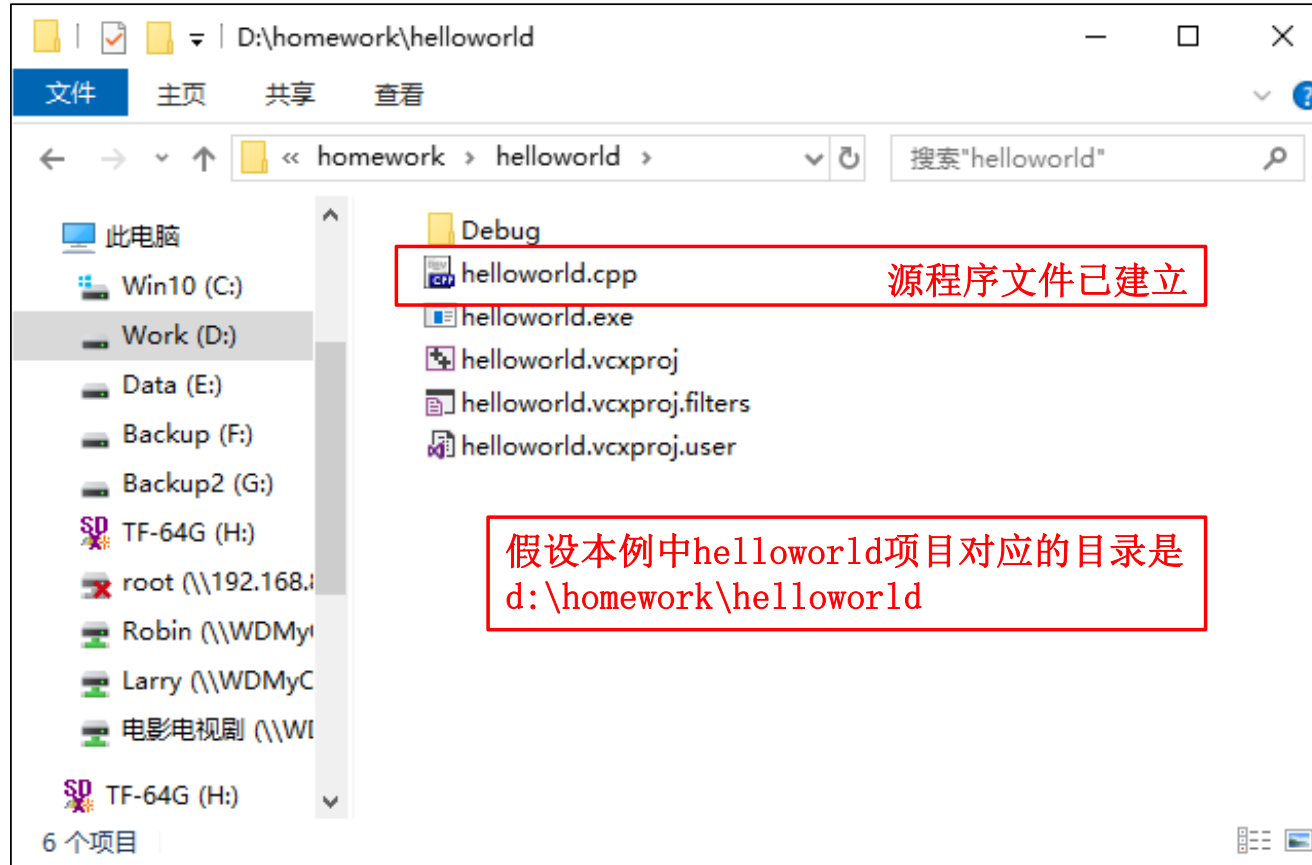 D:\homework\helloworld
文件 主页 共享 查看
« homework > helloworld >
搜索"helloworld"
此电脑
Win10 (C:)
Work (D:)
Data (E:)
Backup (F:)
Backup2 (G:)
TF-64G (H:)
root (\\192.168.
Robin (\\WDMy
Larry (\\WDMyC
电影电视剧 (\\W
TF-64G (H:)
Debug
helloworld.cpp 源程序文件已建立
helloworld.exe
helloworld.vcxproj
helloworld.vcxproj.filters
helloworld.vcxproj.user
假设本例中helloworld项目对应的目录是
d:\homework\helloworld
6 个项目